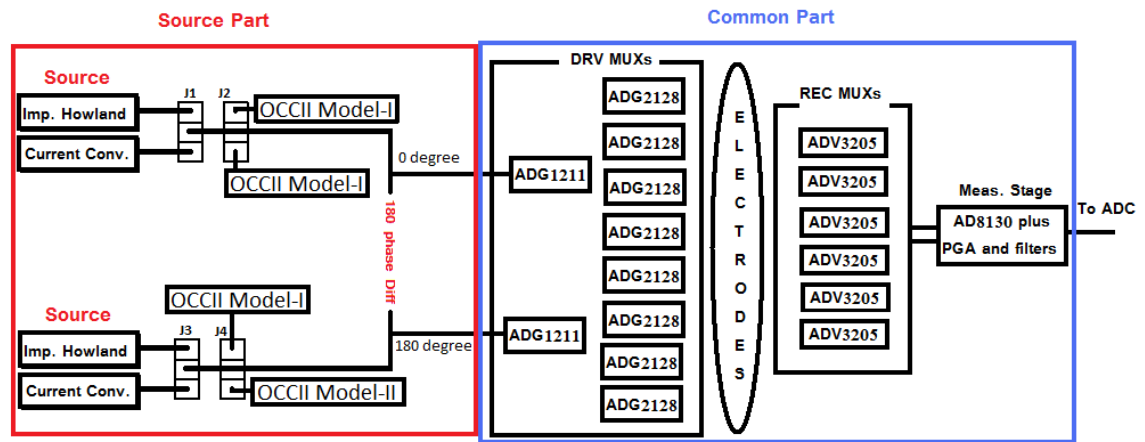 Source Part
Common Part
Source
J1
J2
Imp. Howland
Current Conv.
OCCII Model-I
OCCII Model-I
0 degree
180 phase Diff
Source
J3
J4
Imp. Howland
Current Conv.
OCCII Model-I
OCCII Model-II
180 degree
DRV MUXs
ADG1211
ADG1211
ADG2128
ADG2128
ADG2128
ADG2128
ADG2128
ADG2128
ADG2128
ADG2128
ELECTRODES
REC MUXs
ADV3205
ADV3205
ADV3205
ADV3205
ADV3205
ADV3205
Meas. Stage
AD8130 plus
PGA and filters
To ADC